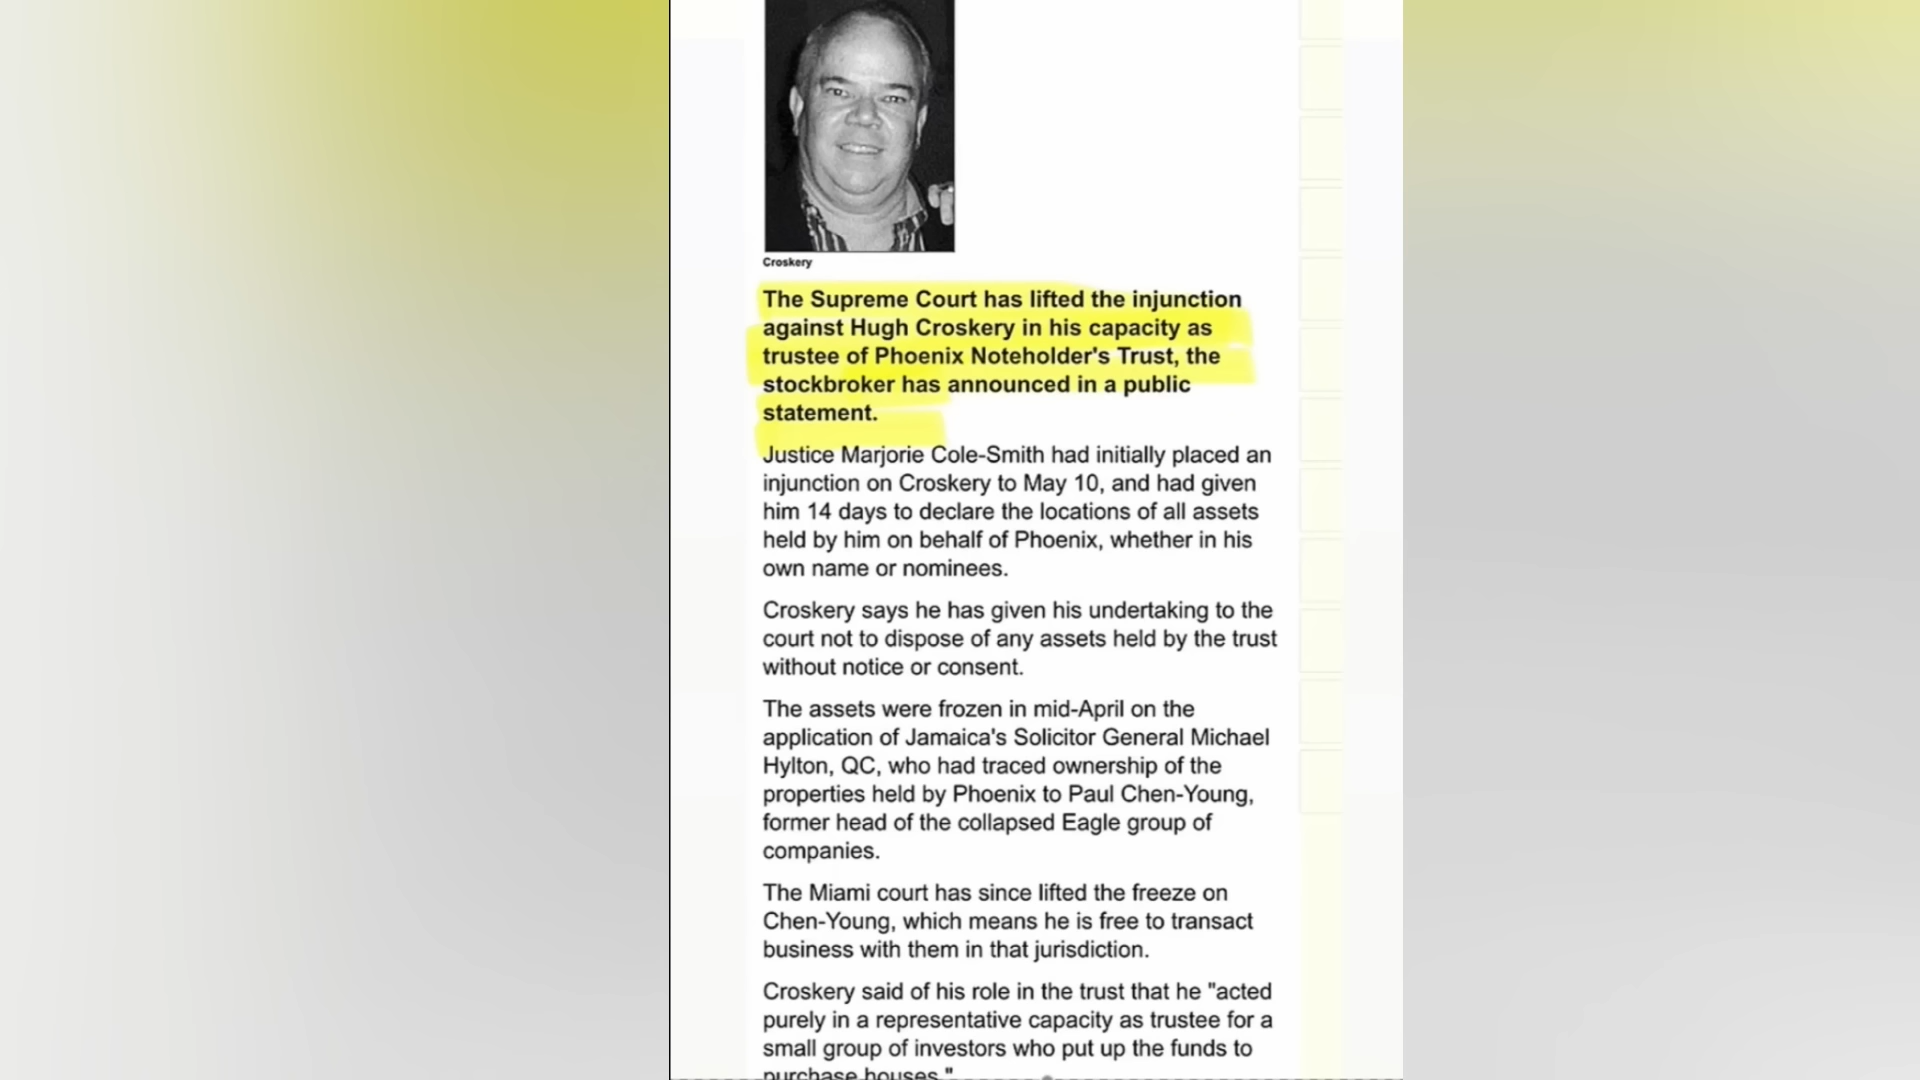 Croskery
The Supreme Court has lifted the injunction
against Hugh Croskery in his capacity as
trustee of Phoenix Noteholder's Trust, the
stockbroker has announced in a public
statement.
Justice Marjorie Cole-Smith had initially placed an
injunction on Croskery to May 10, and had given
him 14 days to declare the locations of all assets
held by him on behalf of Phoenix, whether in his
own name or nominees.
Croskery says he has given his undertaking to the
court not to dispose of any assets held by the trust
without notice or consent.
The assets were frozen in mid-April on the
application of Jamaica's Solicitor General Michael
Hylton, QC, who had traced ownership of the
properties held by Phoenix to Paul Chen-Young,
former head of the collapsed Eagle group of
companies.
The Miami court has since lifted the freeze on
Chen-Young, which means he is free to transact
business with them in that jurisdiction.
Croskery said of his role in the trust that he "acted
purely in a representative capacity as trustee for a
small group of investors who put up the funds to
purchase houses."